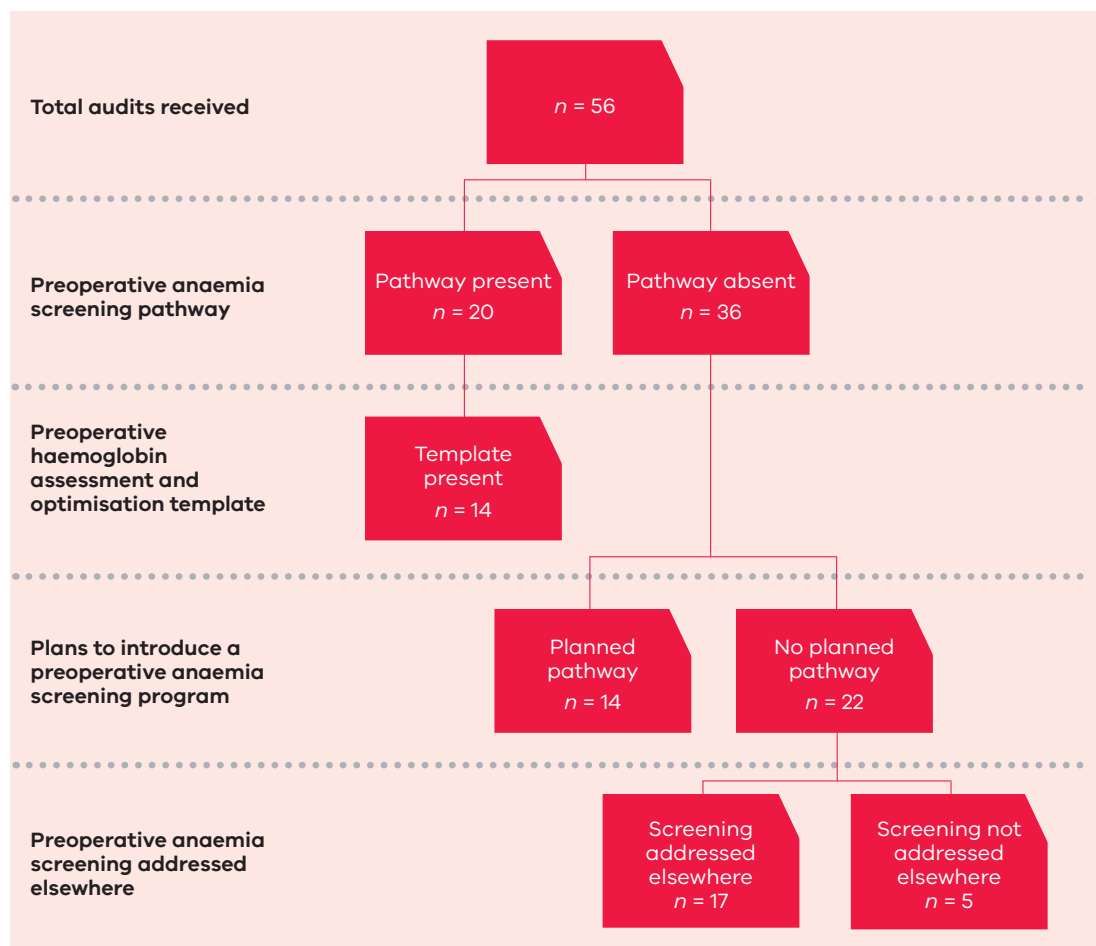 Total audits received
n = 56
Preoperative anaemia
screening pathway
Pathway present
n = 20
Pathway absent
n = 36
Preoperative
haemoglobin
assessment and
optimisation template
Template
present
n = 14
Plans to introduce a
preoperative anaemia
screening program
Planned
pathway
n = 14
No planned
pathway
n = 22
Preoperative anaemia
screening addressed
elsewhere
Screening
addressed
elsewhere
n = 17
Screening not
addressed
elsewhere
n = 5